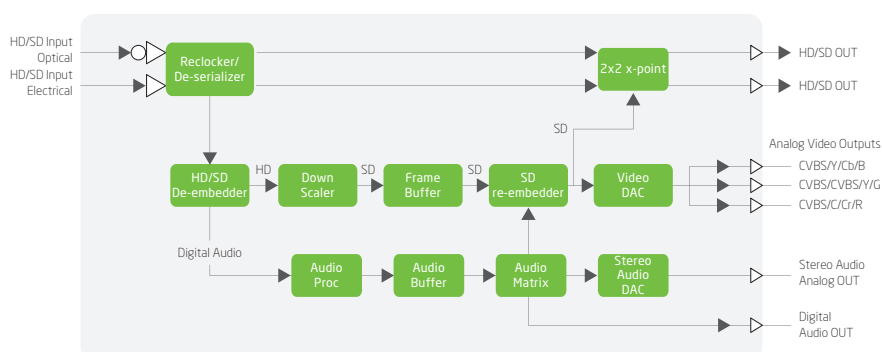 HD/SD Input
Optical
HD/SD Input
Electrical
Reclocker/
De-serializer
2x2 x-point
HD/SD OUT
HD/SD OUT
SD
Analog Video Outputs
HD/SD
De-embedder
HD
Down
Scaler
SD
Frame
Buffer
SD
SD
re-embedder
Video
DAC
CVBS/Y/Cb/B
CVBS/CVBS/Y/G
CVBS/C/Cr/R
Digital Audio
Audio
Proc
Audio
Buffer
Audio
Matrix
Stereo
Audio
DAC
Stereo Audio
Analog OUT
Digital
Audio OUT